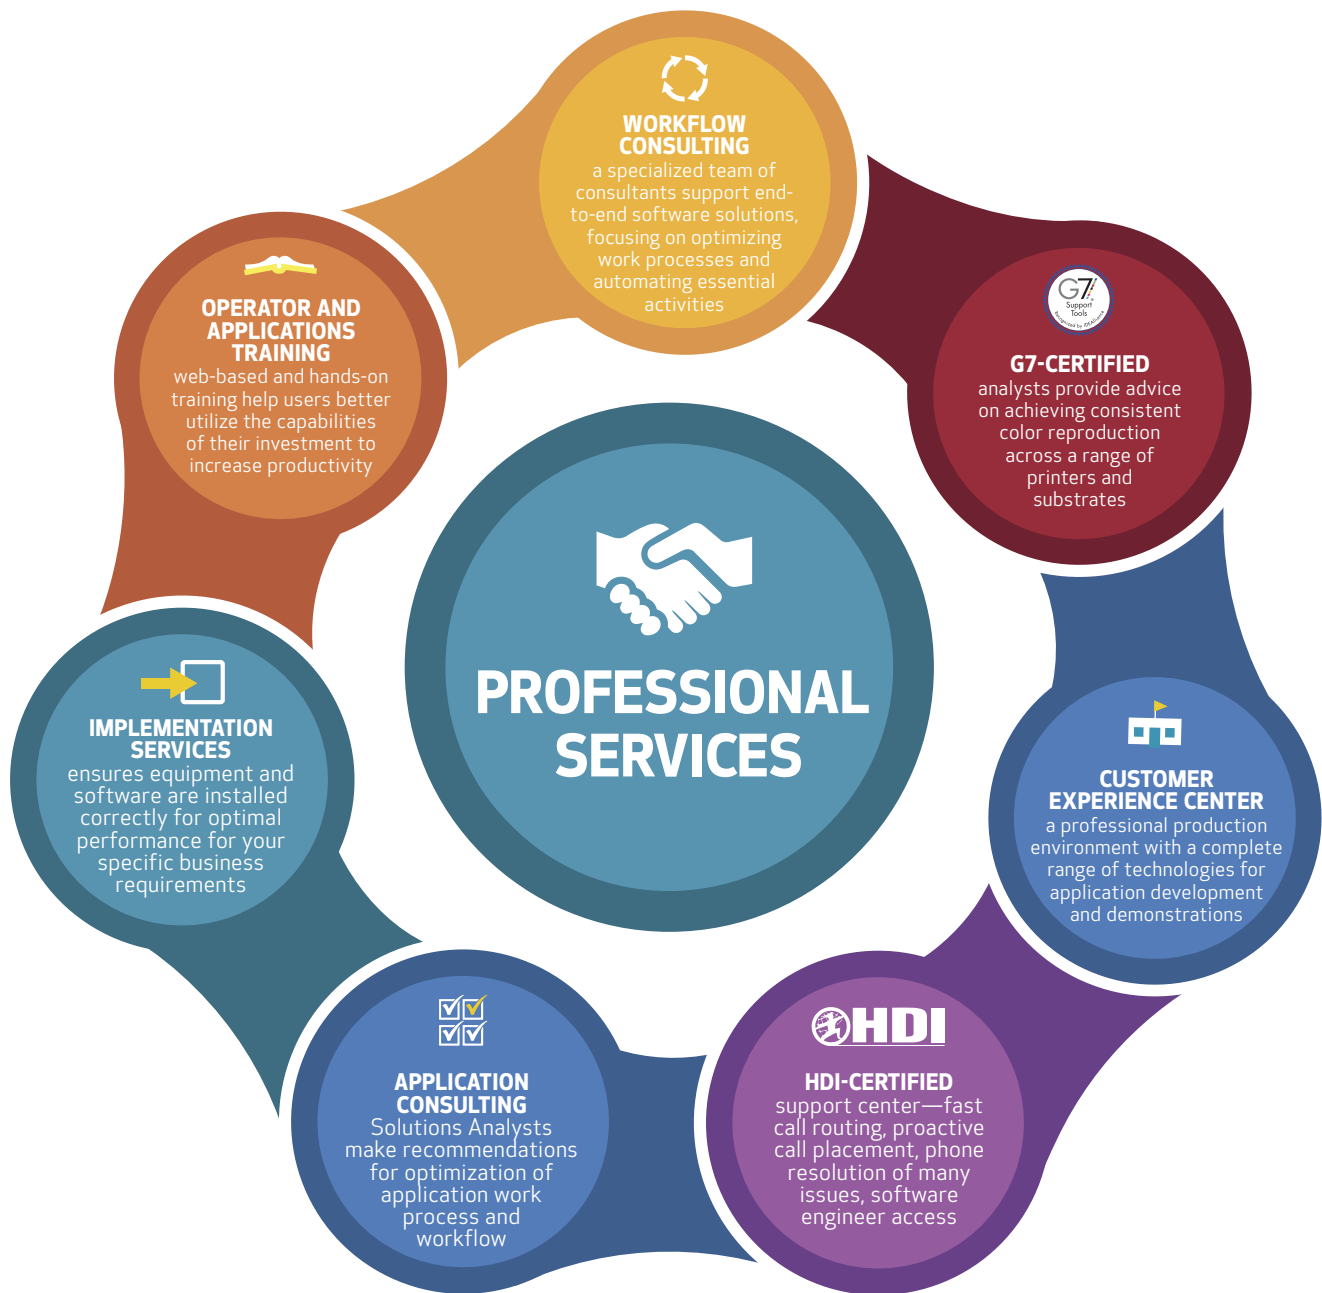 WORKFLOW
CONSULTING
a specialized team of
consultants support end-
to-end software solutions,
focusing on optimizing
work processes and
automating essential
activities
G7
Support
Tools
Recognized by IDEAlliance
G7-CERTIFIED
analysts provide advice
on achieving consistent
color reproduction
across a range of
printers and
substrates
CUSTOMER
EXPERIENCE CENTER
a professional production
environment with a complete
range of technologies for
application development
and demonstrations
HDI
HDI-CERTIFIED
support center—fast
call routing, proactive
call placement, phone
resolution of many
issues, software
engineer access
APPLICATION
CONSULTING
Solutions Analysts
make recommendations
for optimization of
application work
process and
workflow
IMPLEMENTATION
SERVICES
ensures equipment and
software are installed
correctly for optimal
performance for your
specific business
requirements
OPERATOR AND
APPLICATIONS
TRAINING
web-based and hands-on
training help users better
utilize the capabilities
of their investment to
increase productivity
PROFESSIONAL
SERVICES